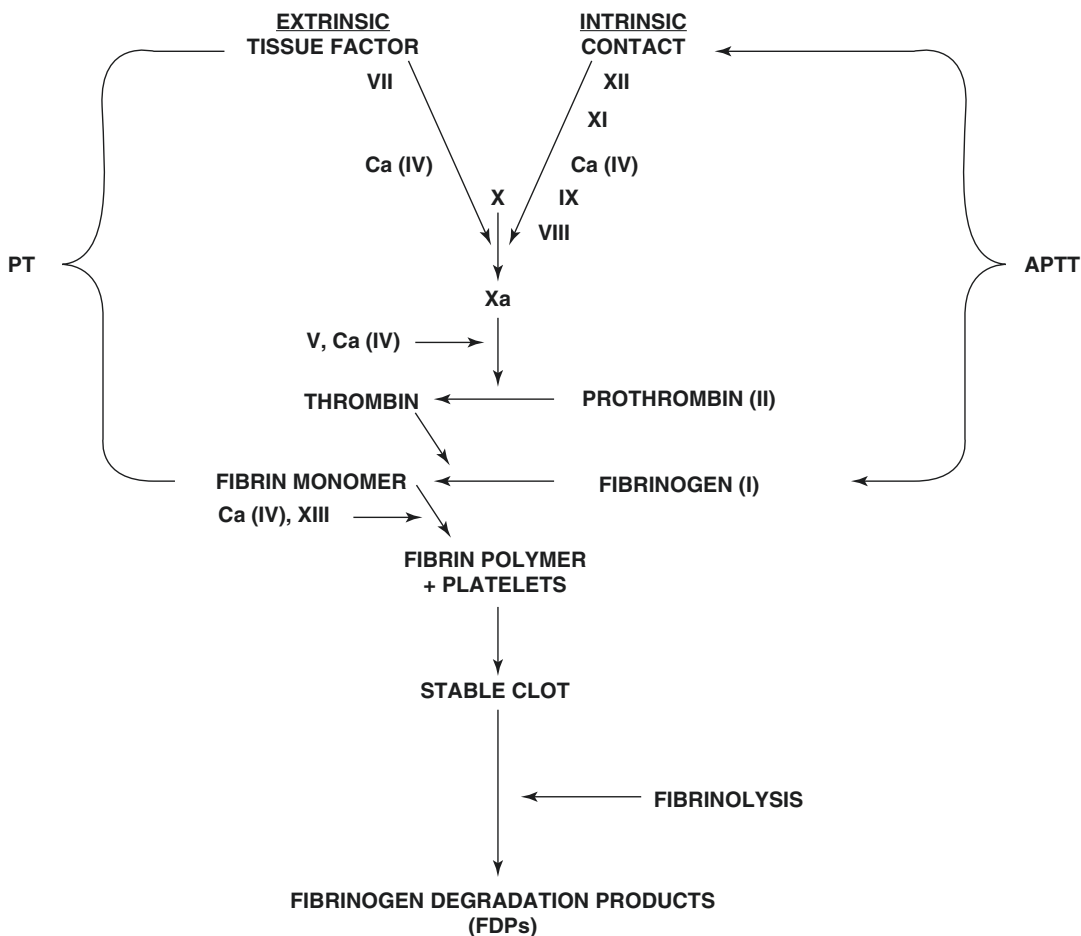 EXTRINSIC
TISSUE FACTOR
INTRINSIC
CONTACT
VII
XII
XI
Ca (IV)
Ca (IV)
X
IX
VIII
PT
APTT
Xa
V, Ca (IV)
THROMBIN
PROTHROMBIN (II)
FIBRIN MONOMER
FIBRINOGEN (I)
Ca (IV), XIII
FIBRIN POLYMER
+ PLATELETS
STABLE CLOT
FIBRINOLYSIS
FIBRINOGEN DEGRADATION PRODUCTS
(FDPs)